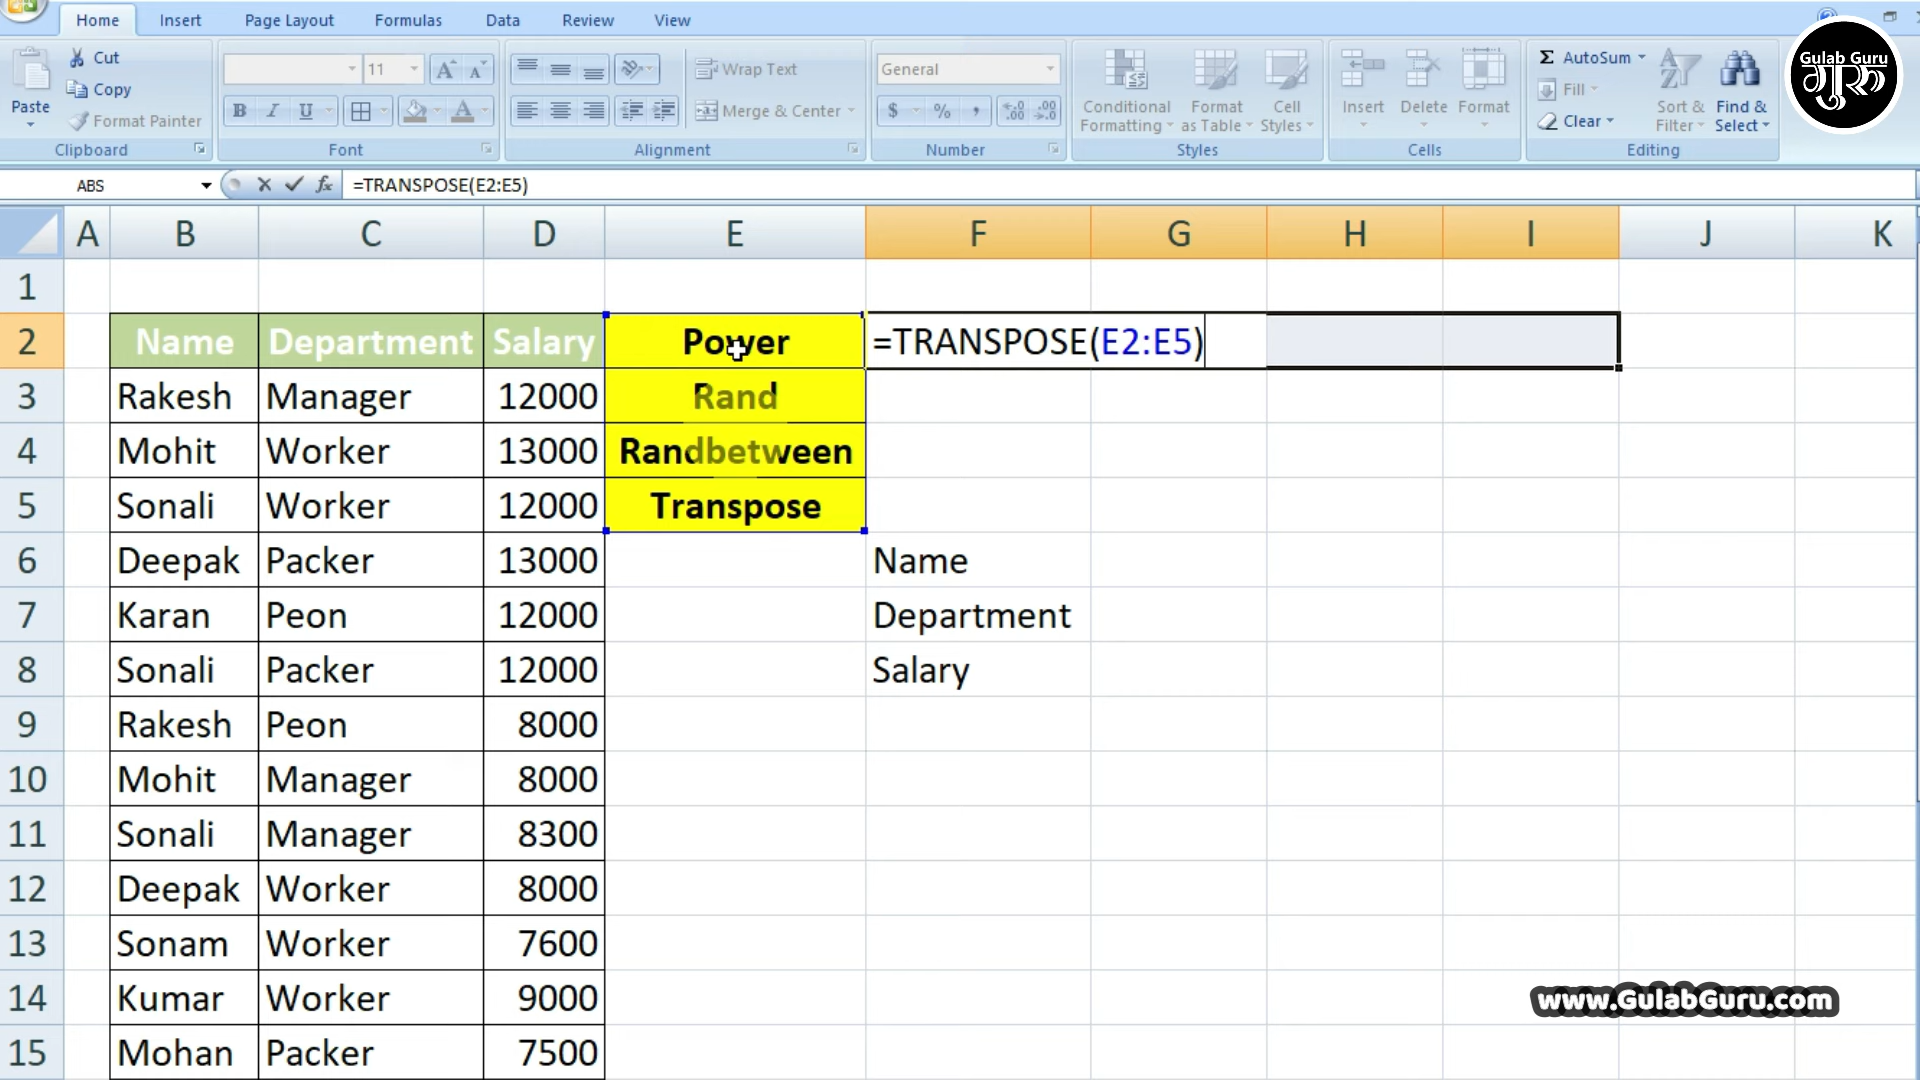 Home Insert Page Layout Formulas Data Review View
Paste
Cut
Copy
Format Painter
Clipboard
11
A A
B I U
A
Font
Wrap Text
Merge & Center
Alignment
General
$ % ,
Number
Conditional Formatting
Format as Table
Cell Styles
Styles
Insert Delete Format
Cells
Σ AutoSum
Fill
Clear
Sort & Filter
Find & Select
Editing
Gulab Guru
गुरु
ABS fx =TRANSPOSE(E2:E5)
A B C D E F G H I J K
1
2 Name Department Salary Power =TRANSPOSE(E2:E5)
3 Rakesh Manager 12000 Rand
4 Mohit Worker 13000 Randbetween
5 Sonali Worker 12000 Transpose
6 Deepak Packer 13000 Name
7 Karan Peon 12000 Department
8 Sonali Packer 12000 Salary
9 Rakesh Peon 8000
10 Mohit Manager 8000
11 Sonali Manager 8300
12 Deepak Worker 8000
13 Sonam Worker 7600
14 Kumar Worker 9000
15 Mohan Packer 7500
www.GulabGuru.com